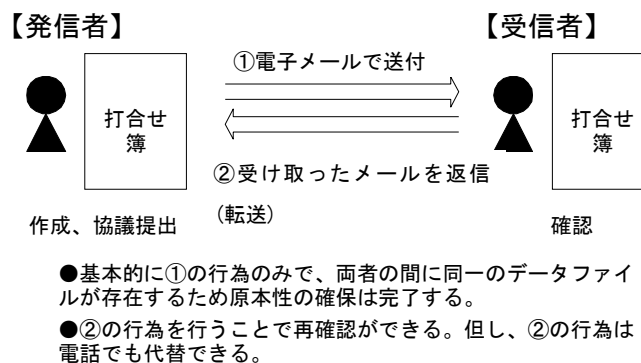 【発信者】 【受信者】
①電子メールで送付
打合せ
簿
打合せ
簿
②受け取ったメールを返信
（転送）
作成、協議提出
確認
●基本的に①の行為のみで、両者の間に同一のデータファイ
ルが存在するため原本性の確保は完了する。
●②の行為を行うことで再確認ができる。但し、②の行為は
電話でも代替できる。